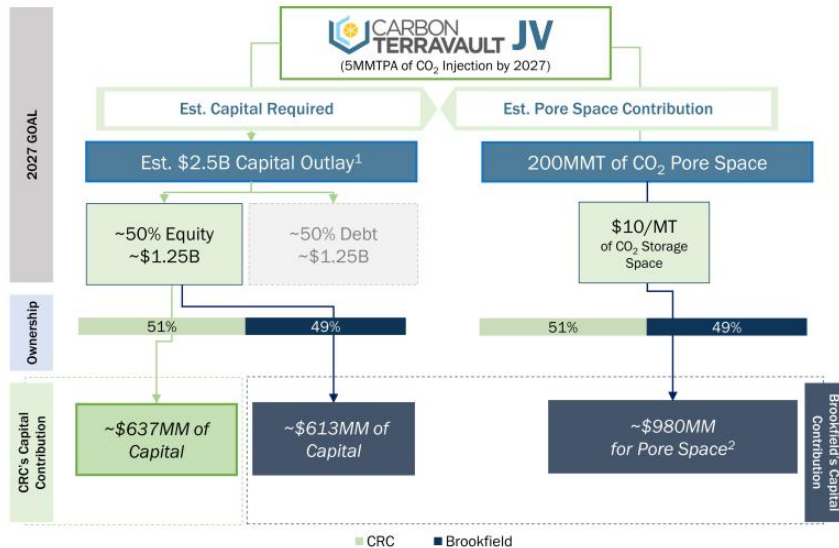 CARBON
TERRAVAULT JV
(5MMTPA of CO₂ Injection by 2027)
Est. Capital Required
Est. Pore Space Contribution
2027 GOAL
Est. $2.5B Capital Outlay¹
200MMT of CO₂ Pore Space
~50% Equity
~$1.25B
~50% Debt
~$1.25B
$10/MT
of CO₂ Storage
Space
Ownership
51%
49%
51%
49%
CRC's Capital
Contribution
~$637MM of
Capital
~$613MM of
Capital
~$980MM
for Pore Space²
Brookfield's Capital
Contribution
CRC
Brookfield